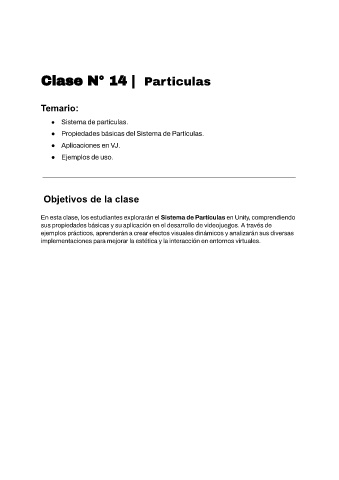 Clase N° 14 | Particulas
Temario:
● Sistema de partículas.
● Propiedades básicas del Sistema de Partículas.
● Aplicaciones en VJ.
● Ejemplos de uso.
Objetivos de la clase
En esta clase, los estudiantes explorarán el Sistema de Partículas en Unity, comprendiendo
sus propiedades básicas y su aplicación en el desarrollo de videojuegos. A través de
ejemplos prácticos, aprenderán a crear efectos visuales dinámicos y analizarán sus diversas
implementaciones para mejorar la estética y la interacción en entornos virtuales.